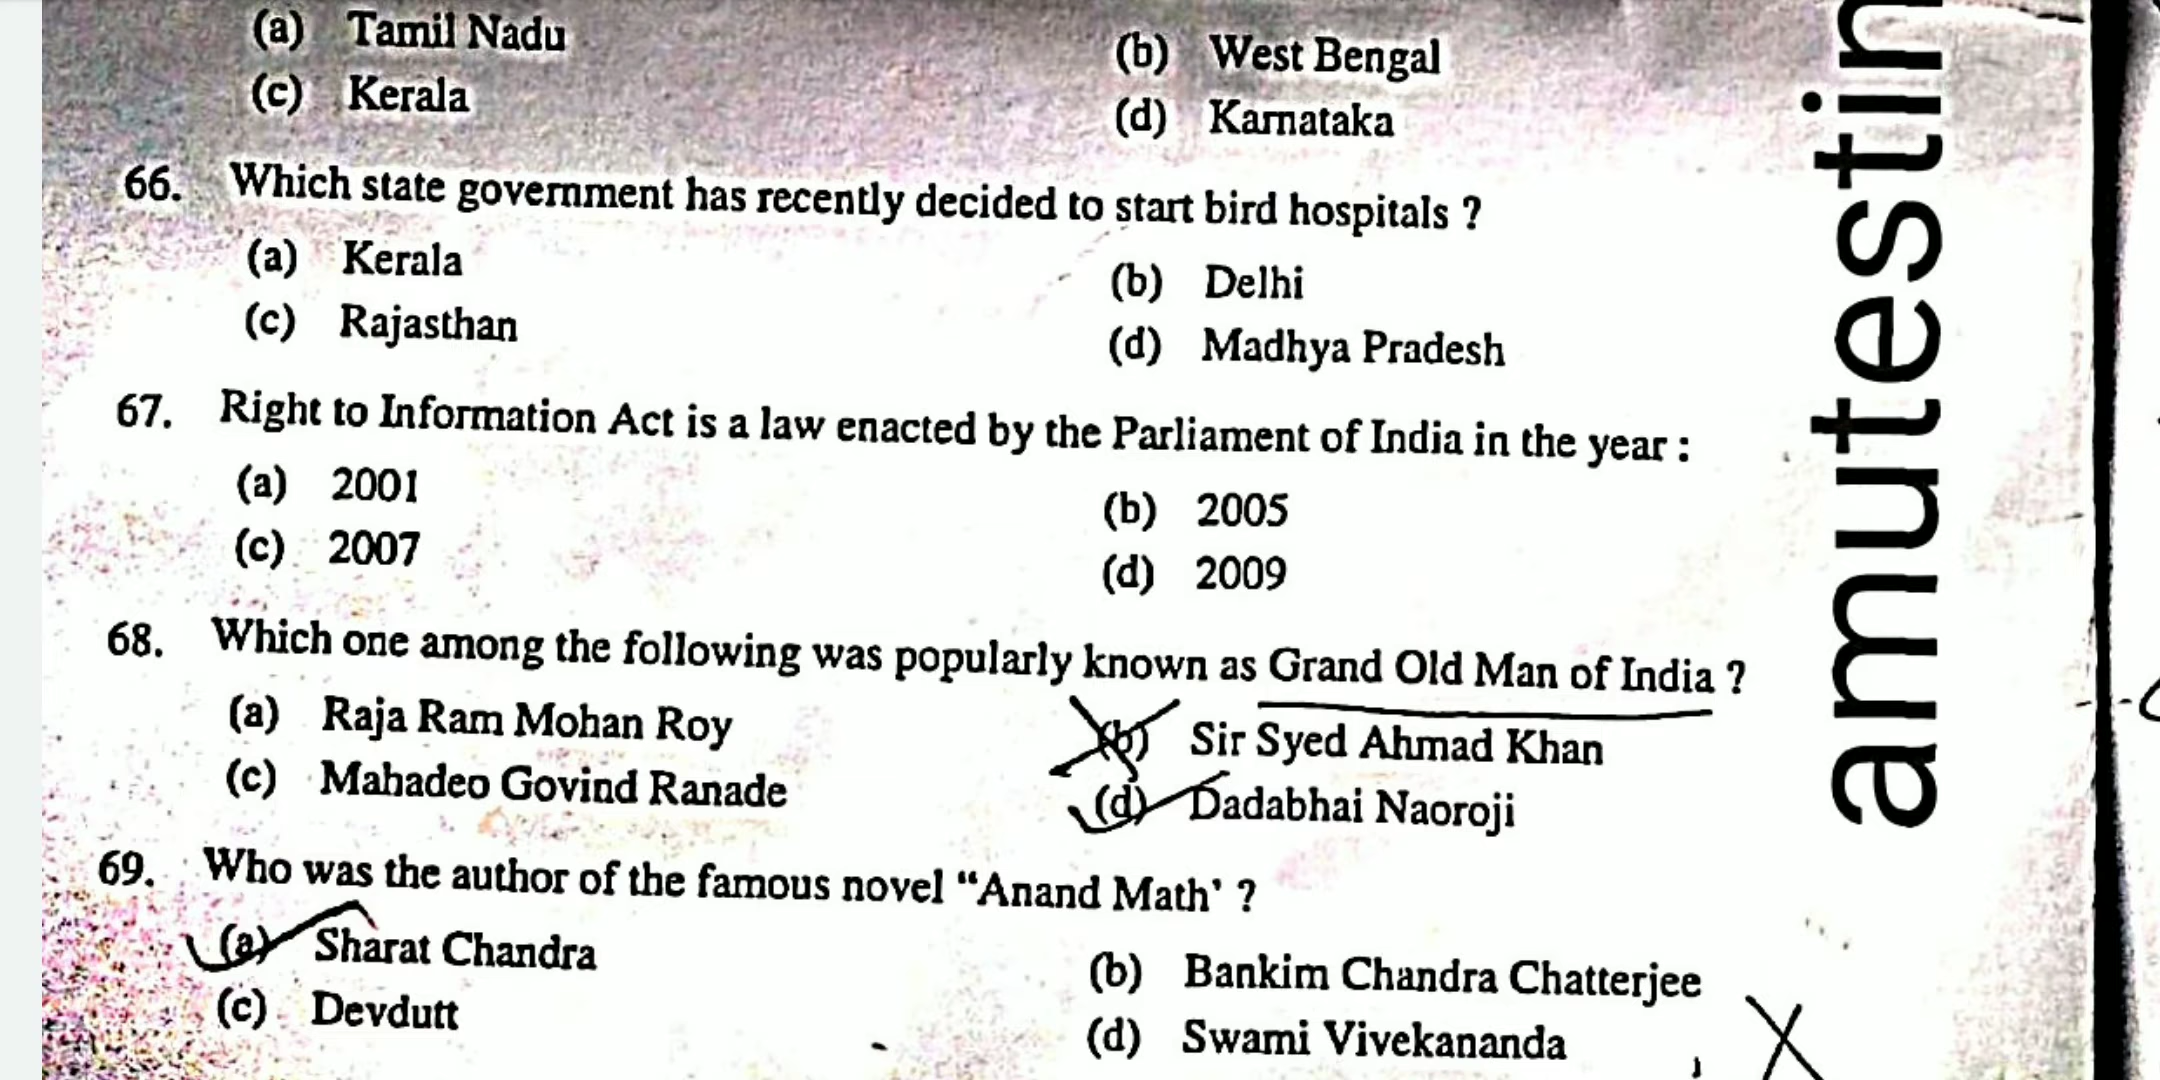 (a) Tamil Nadu
(b) West Bengal
(c) Kerala
(d) Karnataka
66. Which state government has recently decided to start bird hospitals ?
(a) Kerala
(b) Delhi
(c) Rajasthan
(d) Madhya Pradesh
67. Right to Information Act is a law enacted by the Parliament of India in the year :
(a) 2001
(b) 2005
(c) 2007
(d) 2009
68. Which one among the following was popularly known as Grand Old Man of India ?
(a) Raja Ram Mohan Roy
(b) Sir Syed Ahmad Khan
(c) Mahadeo Govind Ranade
(d) Dadabhai Naoroji
69. Who was the author of the famous novel “Anand Math' ?
(a) Sharat Chandra
(b) Bankim Chandra Chatterjee
(c) Devdutt
(d) Swami Vivekananda
amutestin